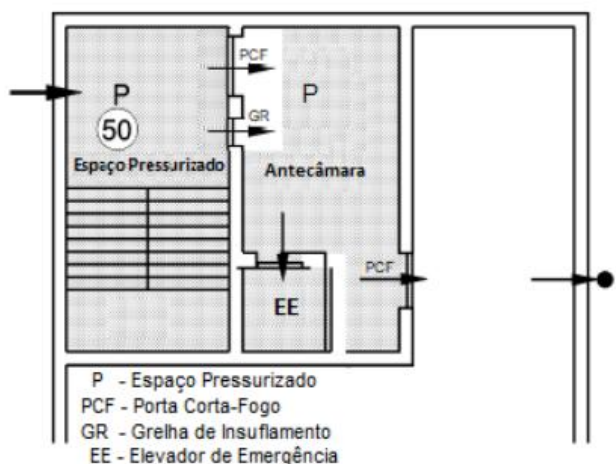 PCF
P
P
GR
50
Espaço Pressurizado
Antecâmara
PCF
EE
P - Espaço Pressurizado
PCF - Porta Corta-Fogo
GR - Grelha de Insuflamento
EE - Elevador de Emergência